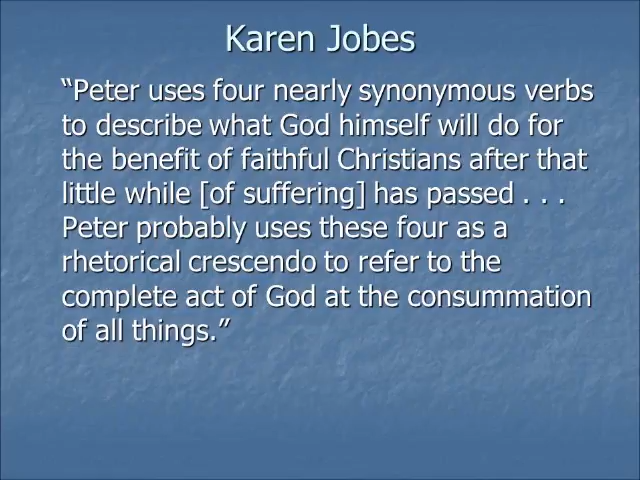 Karen Jobes
“Peter uses four nearly synonymous verbs
to describe what God himself will do for
the benefit of faithful Christians after that
little while [of suffering] has passed . . .
Peter probably uses these four as a
rhetorical crescendo to refer to the
complete act of God at the consummation
of all things.”